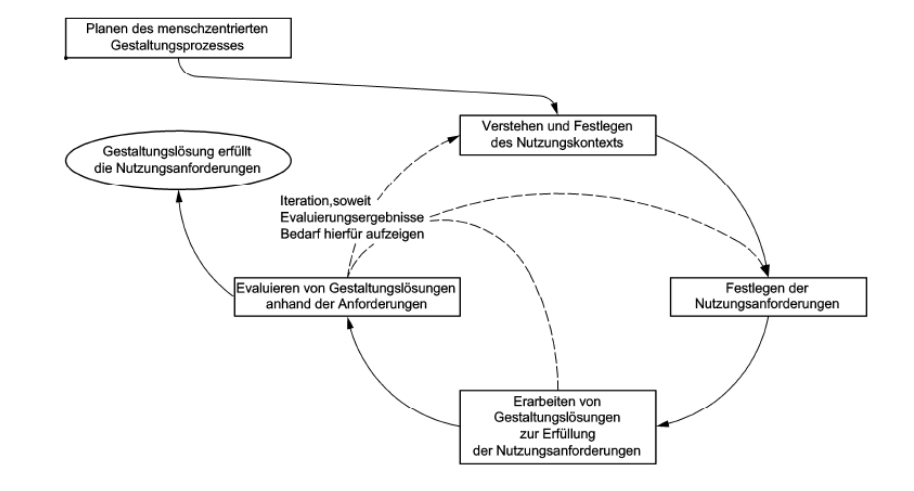 Planen des menschzentrierten
Gestaltungsprozesses
Verstehen und Festlegen
des Nutzungskontexts
Gestaltungslösung erfüllt
die Nutzungsanforderungen
Iteration,soweit
Evaluierungsergebnisse
Bedarf hierfür aufzeigen
Evaluieren von Gestaltungslösungen
anhand der Anforderungen
Festlegen der
Nutzungsanforderungen
Erarbeiten von
Gestaltungslösungen
zur Erfüllung
der Nutzungsanforderungen